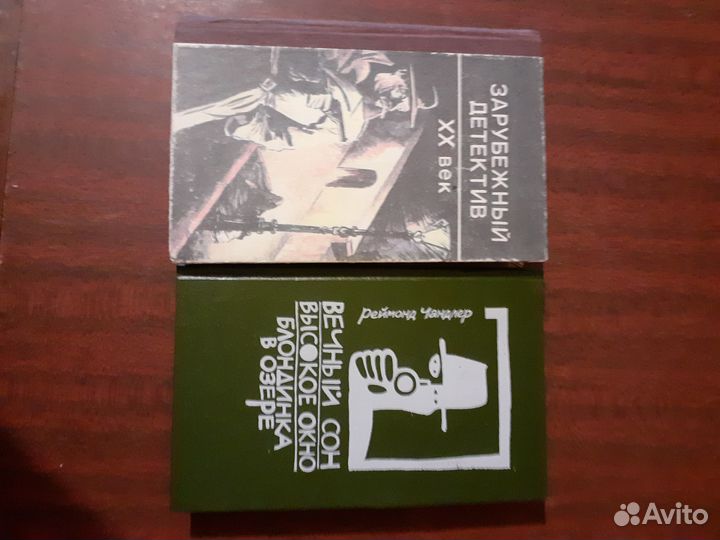 ЗАРУБЕЖНЫЙ
ДЕТЕКТИВ
XX век
Реймонд Чандлер
ВЕЧНЫЙ СОН
ВЫСОКОЕ ОКНО
БЛОНДИНКА
В ОЗЕРЕ
Avito